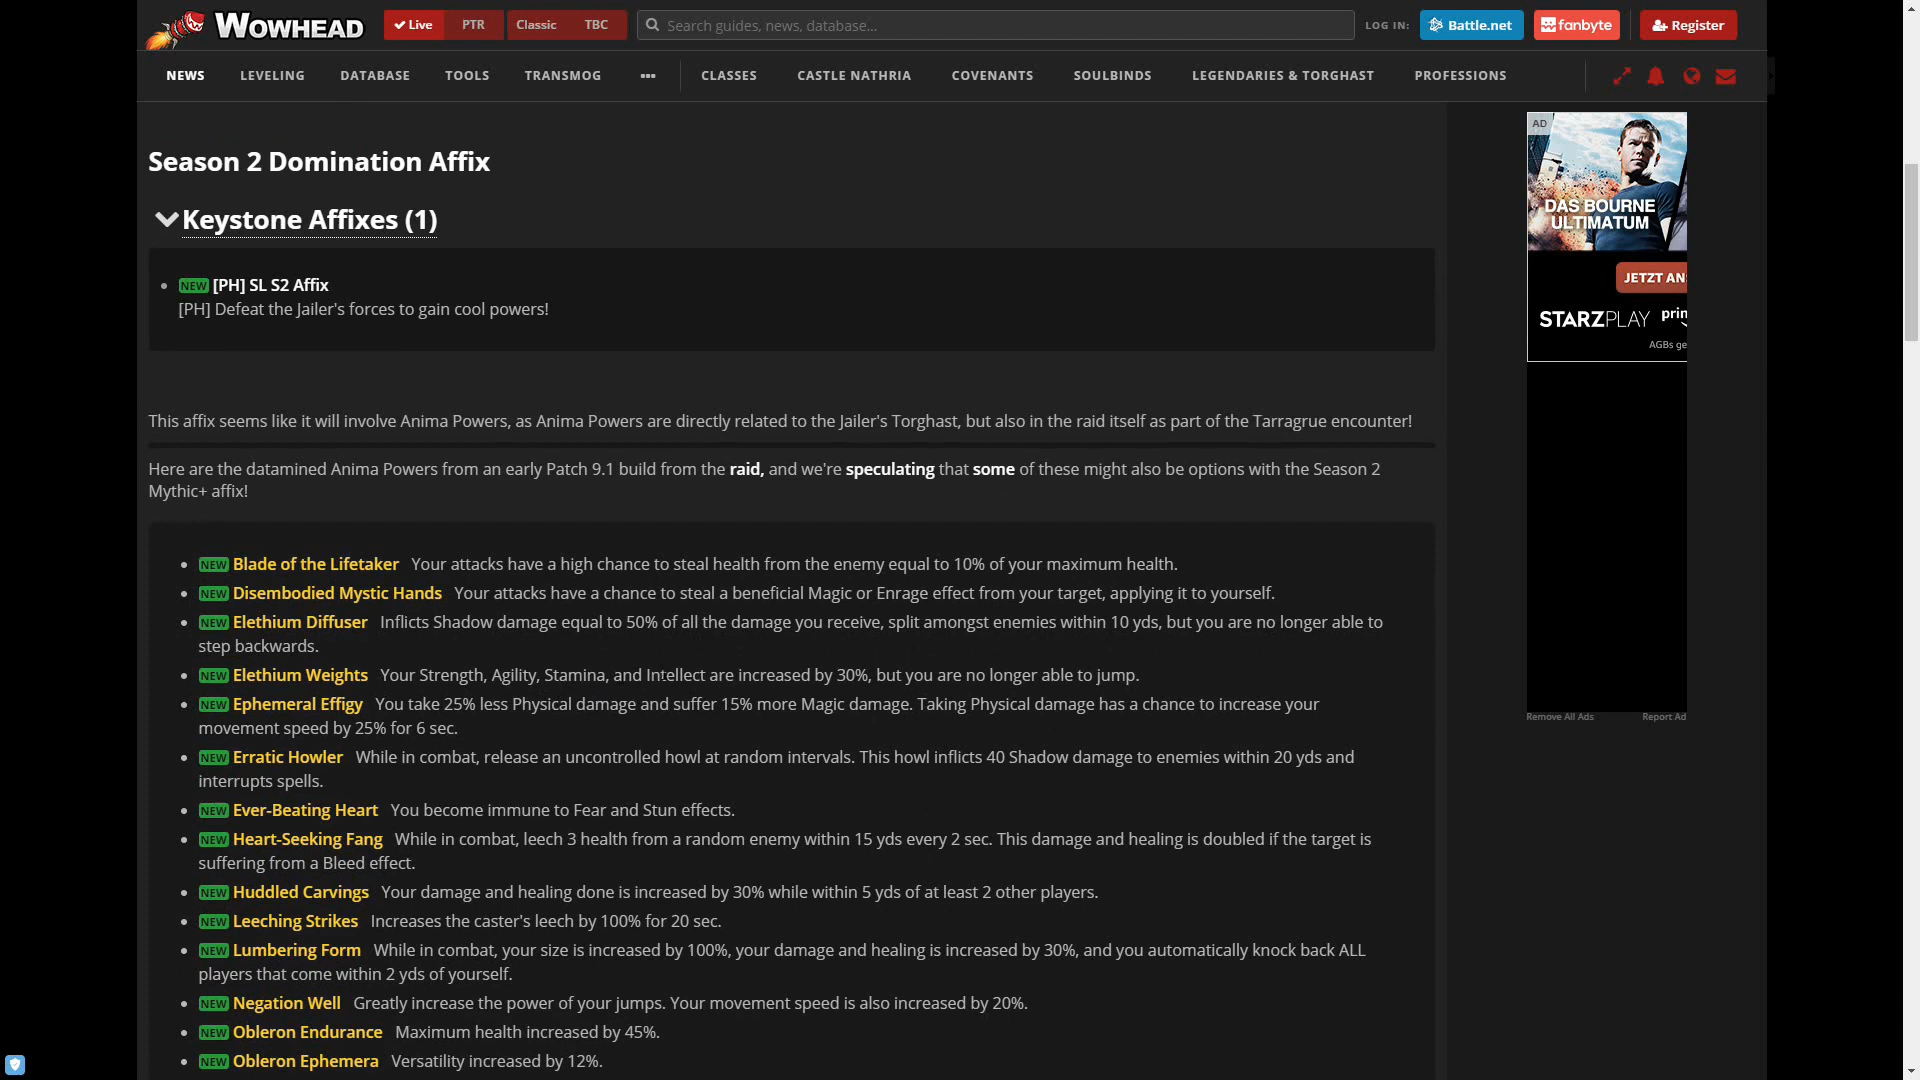 WOWHEAD
Live PTR Classic TBC
Search guides, news, database...
LOG IN: Battle.net fanbyte Register
NEWS LEVELING DATABASE TOOLS TRANSMOG ••• CLASSES CASTLE NATHRIA COVENANTS SOULBINDS LEGENDARIES & TORGHAST PROFESSIONS
Season 2 Domination Affix
Keystone Affixes (1)
• NEW [PH] SL S2 Affix
[PH] Defeat the Jailer's forces to gain cool powers!
This affix seems like it will involve Anima Powers, as Anima Powers are directly related to the Jailer's Torghast, but also in the raid itself as part of the Tarragrue encounter!
Here are the datamined Anima Powers from an early Patch 9.1 build from the raid, and we're speculating that some of these might also be options with the Season 2
Mythic+ affix!
• NEW Blade of the Lifetaker Your attacks have a high chance to steal health from the enemy equal to 10% of your maximum health.
• NEW Disembodied Mystic Hands Your attacks have a chance to steal a beneficial Magic or Enrage effect from your target, applying it to yourself.
• NEW Elethium Diffuser Inflicts Shadow damage equal to 50% of all the damage you receive, split amongst enemies within 10 yds, but you are no longer able to
step backwards.
• NEW Elethium Weights Your Strength, Agility, Stamina, and Intellect are increased by 30%, but you are no longer able to jump.
• NEW Ephemeral Effigy You take 25% less Physical damage and suffer 15% more Magic damage. Taking Physical damage has a chance to increase your
movement speed by 25% for 6 sec.
• NEW Erratic Howler While in combat, release an uncontrolled howl at random intervals. This howl inflicts 40 Shadow damage to enemies within 20 yds and
interrupts spells.
• NEW Ever-Beating Heart You become immune to Fear and Stun effects.
• NEW Heart-Seeking Fang While in combat, leech 3 health from a random enemy within 15 yds every 2 sec. This damage and healing is doubled if the target is
suffering from a Bleed effect.
• NEW Huddled Carvings Your damage and healing done is increased by 30% while within 5 yds of at least 2 other players.
• NEW Leeching Strikes Increases the caster's leech by 100% for 20 sec.
• NEW Lumbering Form While in combat, your size is increased by 100%, your damage and healing is increased by 30%, and you automatically knock back ALL
players that come within 2 yds of yourself.
• NEW Negation Well Greatly increase the power of your jumps. Your movement speed is also increased by 20%.
• NEW Obleron Endurance Maximum health increased by 45%.
• NEW Obleron Ephemera Versatility increased by 12%.
AD
DAS BOURNE
ULTIMATUM
JETZT AN
STARZPLAY prin
AGBs ge
Remove All Ads Report Ad